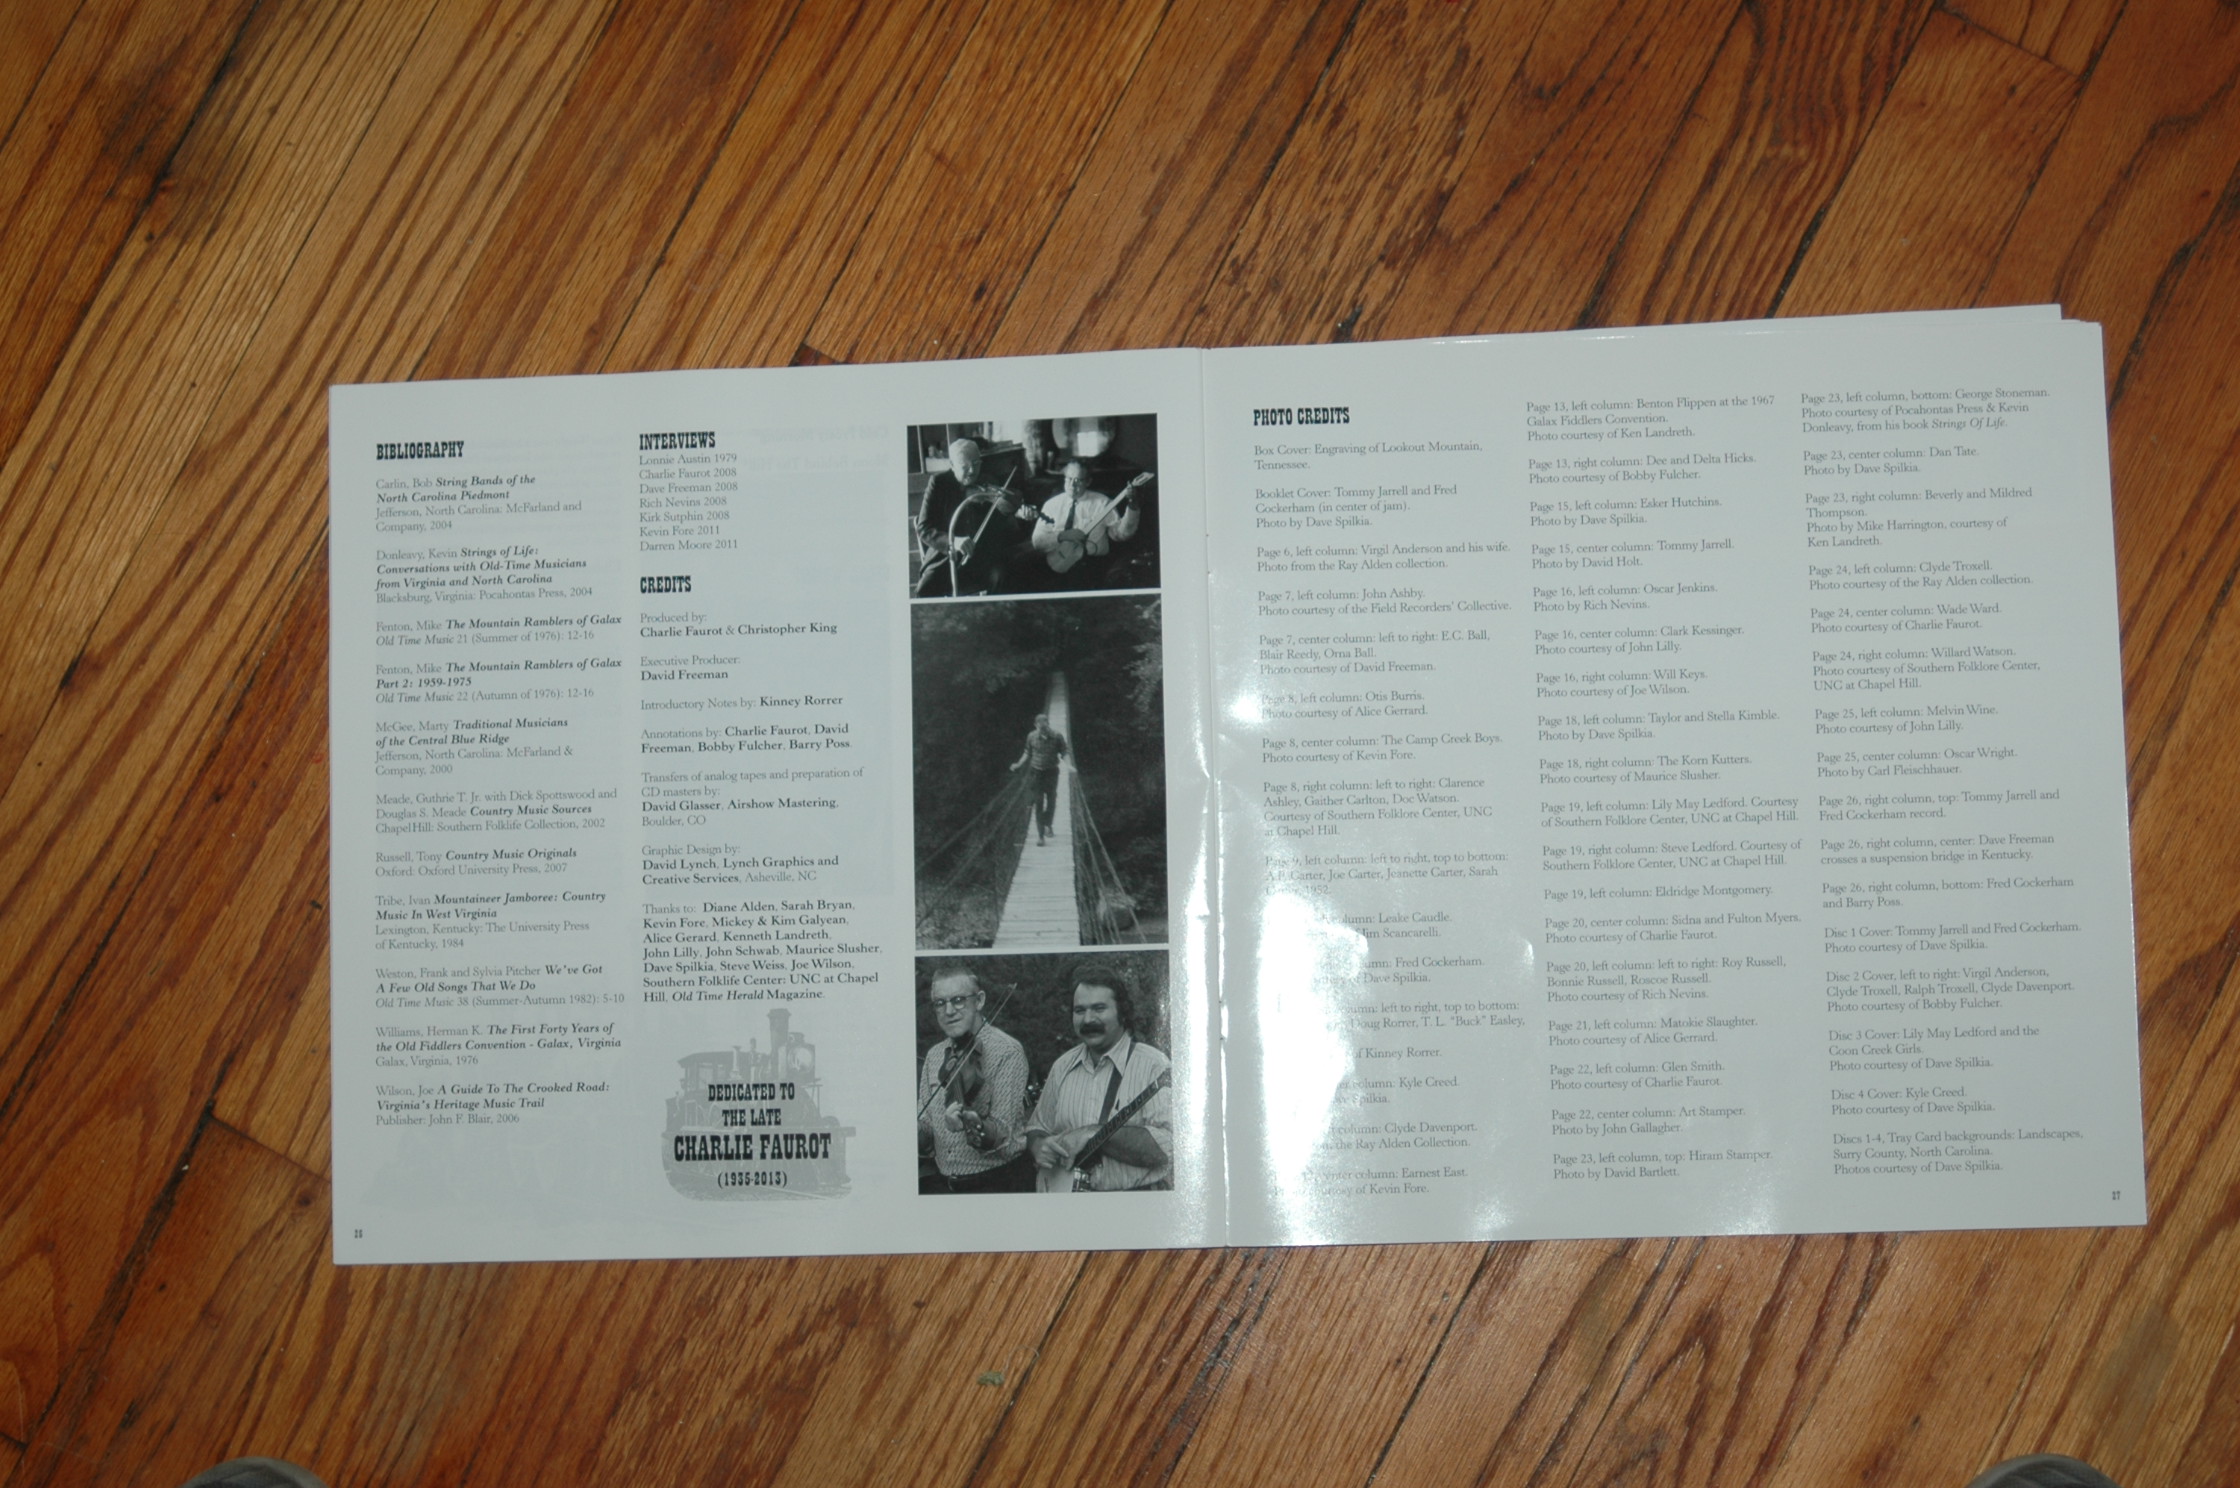 BIBLIOGRAPHY
Carlin, Bob String Bands of the
North Carolina Piedmont
Jefferson, North Carolina: McFarland and
Company, 2004
Donleavy, Kevin Strings of Life:
Conversations with Old-Time Musicians
from Virginia and North Carolina
Blacksburg, Virginia: Pocahontas Press, 2004
Fenton, Mike The Mountain Ramblers of Galax
Old Time Music 21 (Summer of 1976): 12-16
Fenton, Mike The Mountain Ramblers of Galax
Part 2: 1959-1975
Old Time Music 22 (Autumn of 1976): 12-16
McGee, Marty Traditional Musicians
of the Central Blue Ridge
Jefferson, North Carolina: McFarland &
Company, 2000
Meade, Guthrie T. Jr. with Dick Spottswood and
Douglas S. Meade Country Music Sources
Chapel Hill: Southern Folklife Collection, 2002
Russell, Tony Country Music Originals
Oxford: Oxford University Press, 2007
Tribe, Ivan Mountaineer Jamboree: Country
Music In West Virginia
Lexington, Kentucky: The University Press
of Kentucky, 1984
Weston, Frank and Sylvia Pitcher We've Got
A Few Old Songs That We Do
Old Time Music 38 (Summer-Autumn 1982): 5-10
Williams, Herman K. The First Forty Years of
the Old Fiddlers Convention - Galax, Virginia
Galax, Virginia, 1976
Wilson, Joe A Guide To The Crooked Road:
Virginia's Heritage Music Trail
Publisher: John F. Blair, 2006
26
INTERVIEWS
Lonnie Austin 1979
Charlie Faurot 2008
Dave Freeman 2008
Rich Nevins 2008
Kirk Sutphin 2008
Kevin Fore 2011
Darren Moore 2011
CREDITS
Produced by:
Charlie Faurot & Christopher King
Executive Producer:
David Freeman
Introductory Notes by: Kinney Rorrer
Annotations by: Charlie Faurot, David
Freeman, Bobby Fulcher, Barry Poss
Transfers of analog tapes and preparation of
CD masters by:
David Glasser, Airshow Mastering,
Boulder, CO
Graphic Design by:
David Lynch, Lynch Graphics and
Creative Services, Asheville, NC
Thanks to: Diane Alden, Sarah Bryan,
Kevin Fore, Mickey & Kim Galyean,
Alice Gerard, Kenneth Landreth,
John Lilly, John Schwab, Maurice Slusher,
Dave Spilkia, Steve Weiss, Joe Wilson,
Southern Folklife Center: UNC at Chapel
Hill, Old Time Herald Magazine.
DEDICATED TO
THE LATE
CHARLIE FAUROT
(1935-2013)
PHOTO CREDITS
Box Cover: Engraving of Lookout Mountain,
Tennessee.
Booklet Cover: Tommy Jarrell and Fred
Cockerham (in center of jam).
Photo by Dave Spilkia.
Page 6, left column: Virgil Anderson and his wife.
Photo from the Ray Alden collection.
Page 7, left column: John Ashby.
Photo courtesy of the Field Recorders' Collective.
Page 7, center column: left to right: E.C. Ball,
Blair Reedy, Orna Ball.
Photo courtesy of David Freeman.
Page 8, left column: Otis Burris.
Photo courtesy of Alice Gerrard.
Page 8, center column: The Camp Creek Boys.
Photo courtesy of Kevin Fore.
Page 8, right column: left to right: Clarence
Ashley, Gaither Carlton, Doc Watson.
Courtesy of Southern Folklore Center, UNC
at Chapel Hill.
Page 9, left column: left to right, top to bottom:
A.P. Carter, Joe Carter, Jeanette Carter, Sarah
1952.
column: Leake Caudle.
Jim Scancarelli.
Fred Cockerham.
Dave Spilkia.
left to right, top to bottom:
Doug Rorrer, T. L. "Buck" Easley,
of Kinney Rorrer.
column: Kyle Creed.
Spilkia.
column: Clyde Davenport.
the Ray Alden Collection.
center column: Earnest East.
Photo courtesy of Kevin Fore.
Page 13, left column: Benton Flippen at the 1967
Galax Fiddlers Convention.
Photo courtesy of Ken Landreth.
Page 13, right column: Dee and Delta Hicks.
Photo courtesy of Bobby Fulcher.
Page 15, left column: Esker Hutchins.
Photo by Dave Spilkia.
Page 15, center column: Tommy Jarrell.
Photo by David Holt.
Page 16, left column: Oscar Jenkins.
Photo by Rich Nevins.
Page 16, center column: Clark Kessinger.
Photo courtesy of John Lilly.
Page 16, right column: Will Keys.
Photo courtesy of Joe Wilson.
Page 18, left column: Taylor and Stella Kimble.
Photo by Dave Spilkia.
Page 18, right column: The Korn Kutters.
Photo courtesy of Maurice Slusher.
Page 19, left column: Lily May Ledford. Courtesy
of Southern Folklore Center, UNC at Chapel Hill.
Page 19, right column: Steve Ledford. Courtesy of
Southern Folklore Center, UNC at Chapel Hill.
Page 19, left column: Eldridge Montgomery.
Page 20, center column: Sidna and Fulton Myers.
Photo courtesy of Charlie Faurot.
Page 20, left column: left to right: Roy Russell,
Bonnie Russell, Roscoe Russell.
Photo courtesy of Rich Nevins.
Page 21, left column: Matokie Slaughter.
Photo courtesy of Alice Gerrard.
Page 22, left column: Glen Smith.
Photo courtesy of Charlie Faurot.
Page 22, center column: Art Stamper.
Photo by John Gallagher.
Page 23, left column, top: Hiram Stamper.
Photo by David Bartlett.
Page 23, left column, bottom: George Stoneman.
Photo courtesy of Pocahontas Press & Kevin
Donleavy, from his book Strings Of Life.
Page 23, center column: Dan Tate.
Photo by Dave Spilkia.
Page 23, right column: Beverly and Mildred
Thompson.
Photo by Mike Harrington, courtesy of
Ken Landreth.
Page 24, left column: Clyde Troxell.
Photo courtesy of the Ray Alden collection.
Page 24, center column: Wade Ward.
Photo courtesy of Charlie Faurot.
Page 24, right column: Willard Watson.
Photo courtesy of Southern Folklore Center,
UNC at Chapel Hill.
Page 25, left column: Melvin Wine.
Photo courtesy of John Lilly.
Page 25, center column: Oscar Wright.
Photo by Carl Fleischhauer.
Page 26, right column, top: Tommy Jarrell and
Fred Cockerham record.
Page 26, right column, center: Dave Freeman
crosses a suspension bridge in Kentucky.
Page 26, right column, bottom: Fred Cockerham
and Barry Poss.
Disc 1 Cover: Tommy Jarrell and Fred Cockerham.
Photo courtesy of Dave Spilkia.
Disc 2 Cover, left to right: Virgil Anderson,
Clyde Troxell, Ralph Troxell, Clyde Davenport.
Photo courtesy of Bobby Fulcher.
Disc 3 Cover: Lily May Ledford and the
Coon Creek Girls.
Photo courtesy of Dave Spilkia.
Disc 4 Cover: Kyle Creed.
Photo courtesy of Dave Spilkia.
Discs 1-4, Tray Card backgrounds: Landscapes,
Surry County, North Carolina.
Photos courtesy of Dave Spilkia.
27